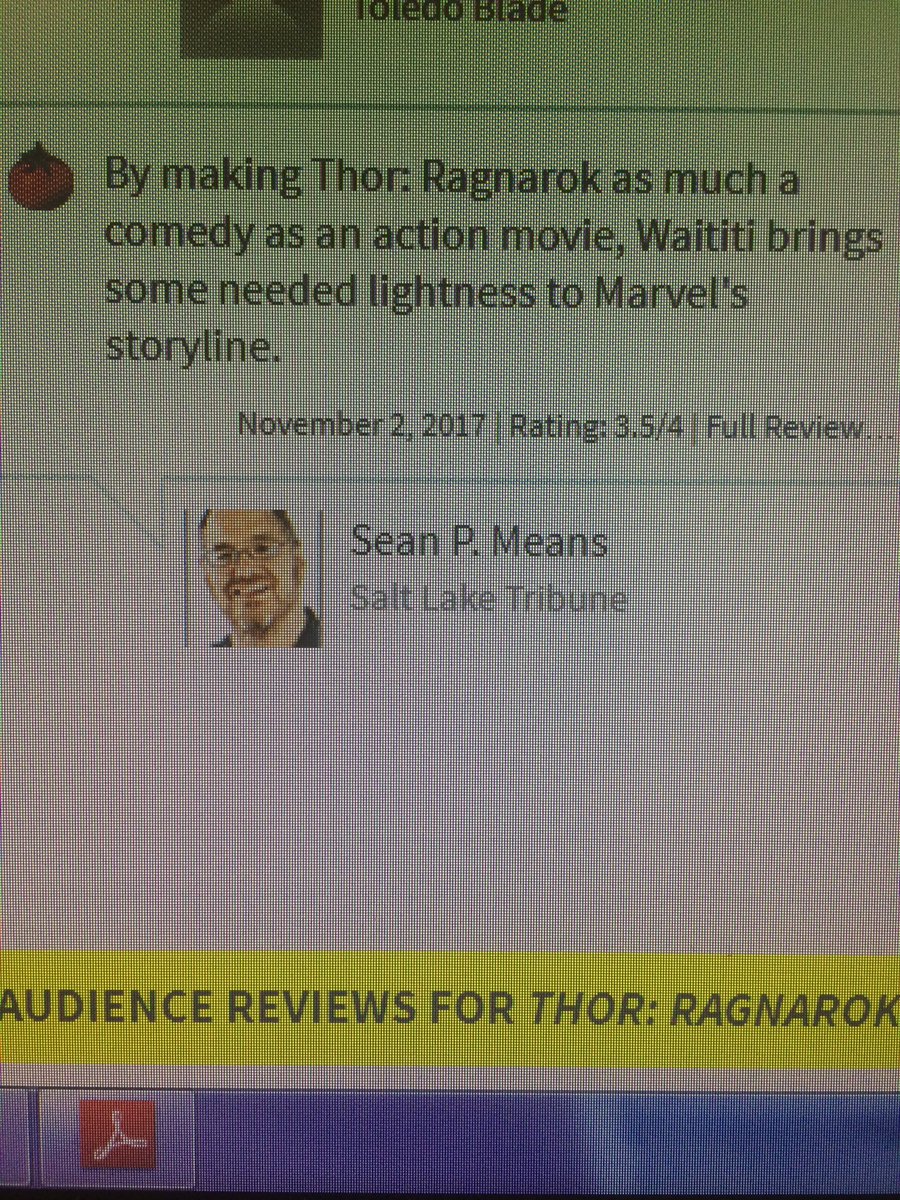 Toledo Blade
By making Thor: Ragnarok as much a
comedy as an action movie, Waititi brings
some needed lightness to Marvel's
storyline.
November 2, 2017 | Rating: 3.5/4 | Full Review…
Sean P. Means
Salt Lake Tribune
AUDIENCE REVIEWS FOR THOR: RAGNAROK